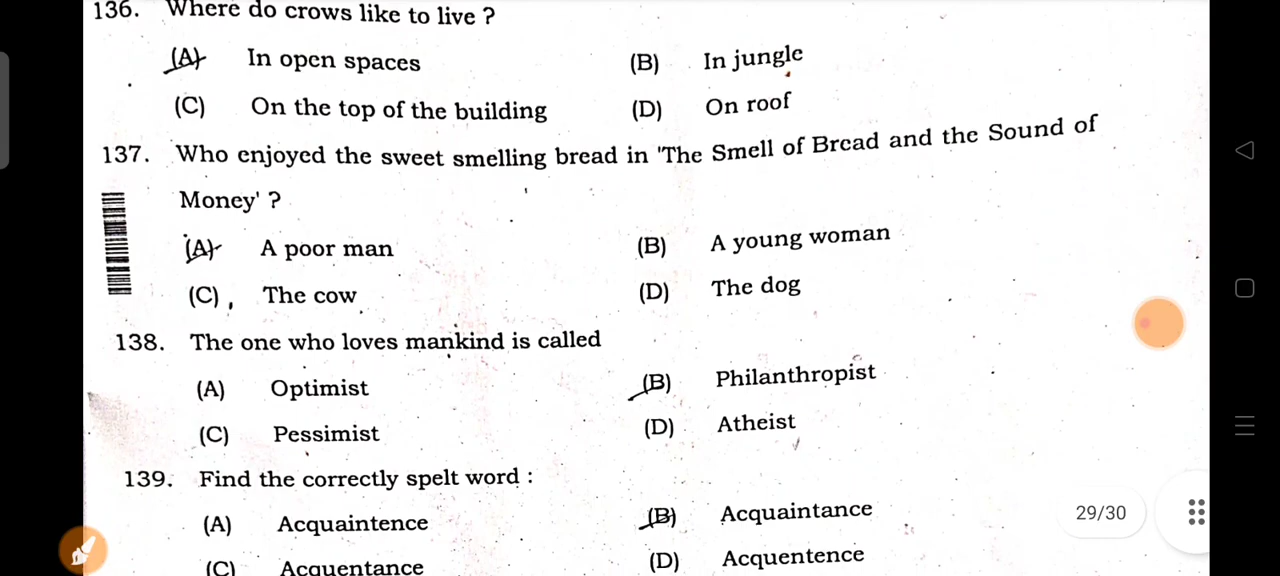 136. Where do crows like to live ?
(A) In open spaces (B) In jungle
(C) On the top of the building (D) On roof
137. Who enjoyed the sweet smelling bread in 'The Smell of Bread and the Sound of
Money' ?
(A) A poor man (B) A young woman
(C) , The cow (D) The dog
138. The one who loves mankind is called
(A) Optimist (B) Philanthropist
(C) Pessimist (D) Atheist
139. Find the correctly spelt word :
(A) Acquaintence (B) Acquaintance
(C) Acquentance (D) Acquentence
29/30